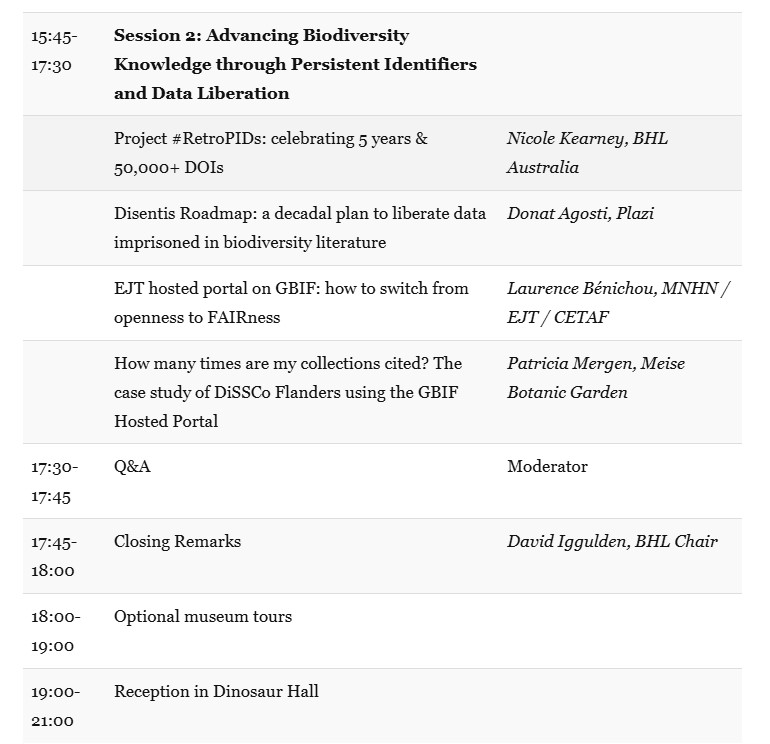 15:45-
17:30
Session 2: Advancing Biodiversity
Knowledge through Persistent Identifiers
and Data Liberation
Project #RetroPIDs: celebrating 5 years &
50,000+ DOIs
Nicole Kearney, BHL
Australia
Disentis Roadmap: a decadal plan to liberate data
imprisoned in biodiversity literature
Donat Agosti, Plazi
EJT hosted portal on GBIF: how to switch from
openness to FAIRness
Laurence Bénichou, MNHN /
EJT / CETAF
How many times are my collections cited? The
case study of DiSSCo Flanders using the GBIF
Hosted Portal
Patricia Mergen, Meise
Botanic Garden
17:30-
17:45
Q&A
Moderator
17:45-
18:00
Closing Remarks
David Iggulden, BHL Chair
18:00-
19:00
Optional museum tours
19:00-
21:00
Reception in Dinosaur Hall